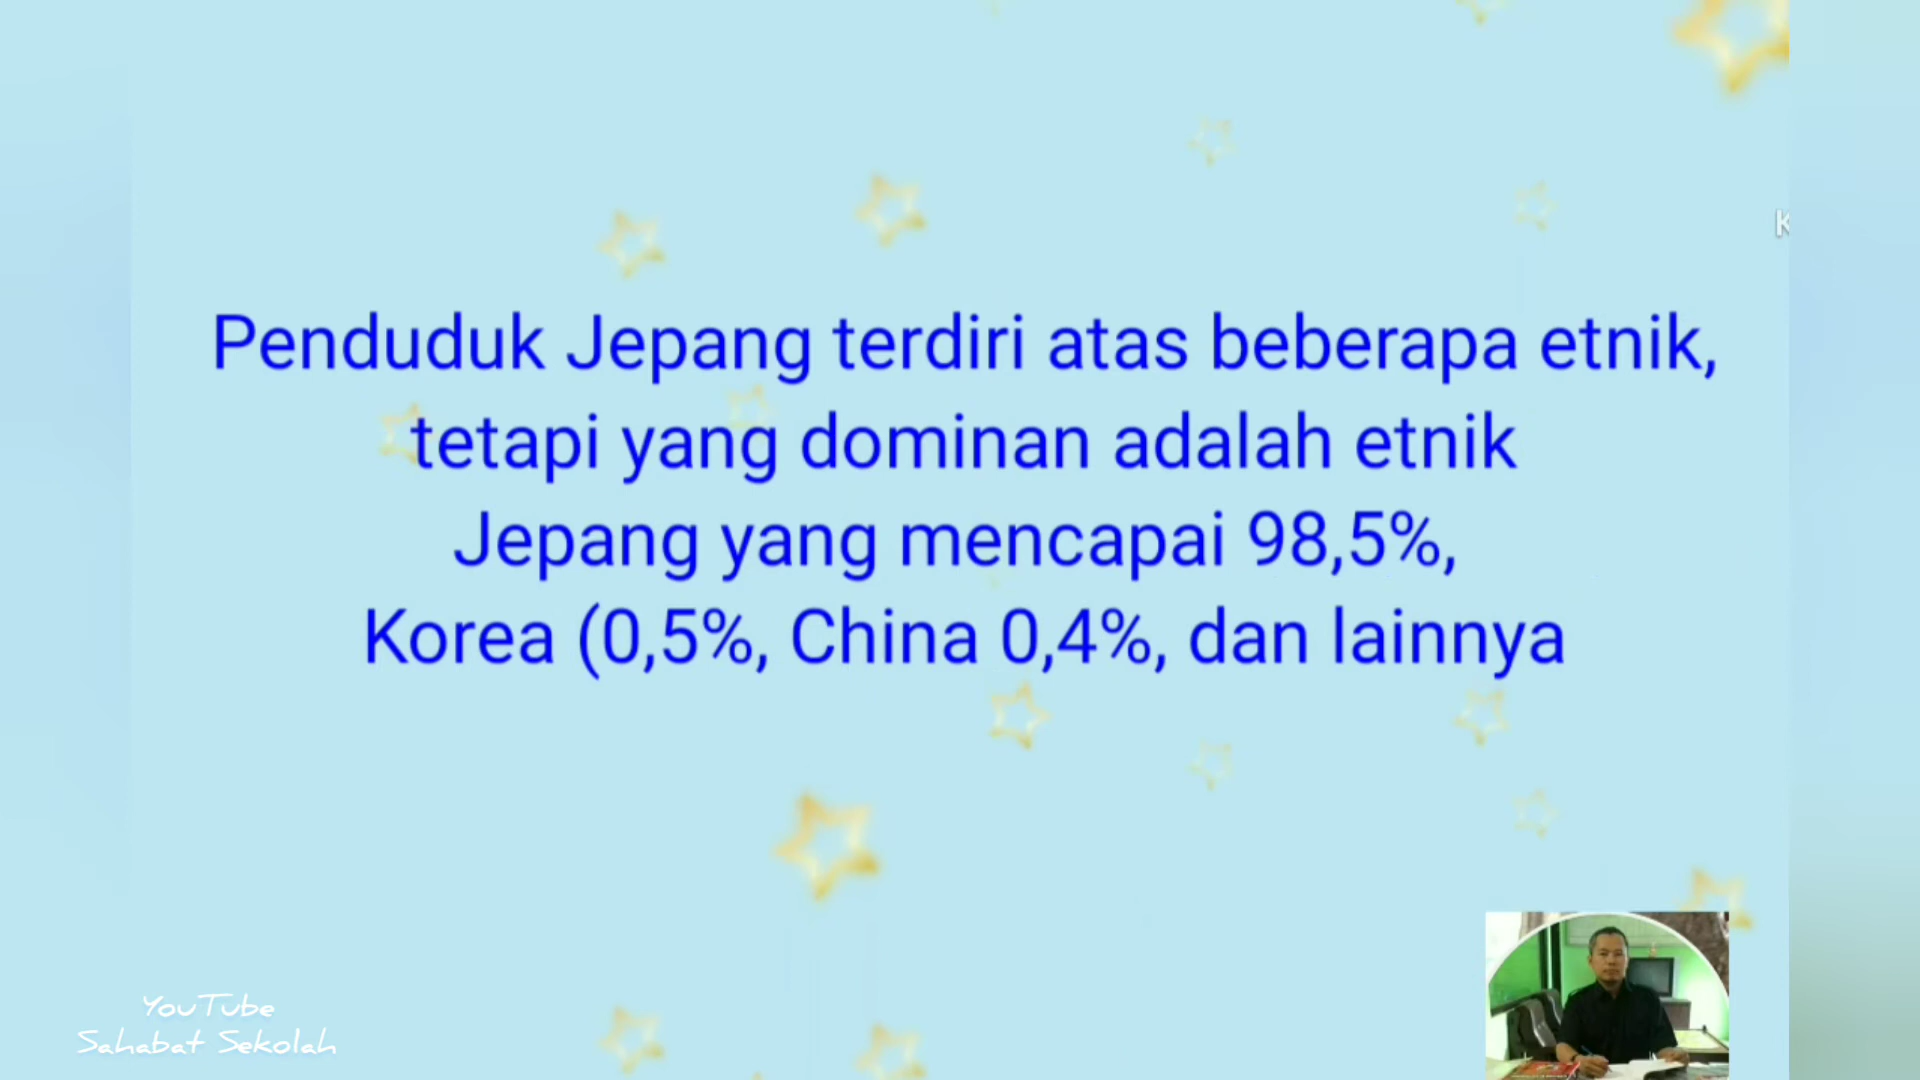 Penduduk Jepang terdiri atas beberapa etnik,
tetapi yang dominan adalah etnik
Jepang yang mencapai 98,5%,
Korea (0,5%, China 0,4%, dan lainnya
K
YouTube
Sahabat Sekolah